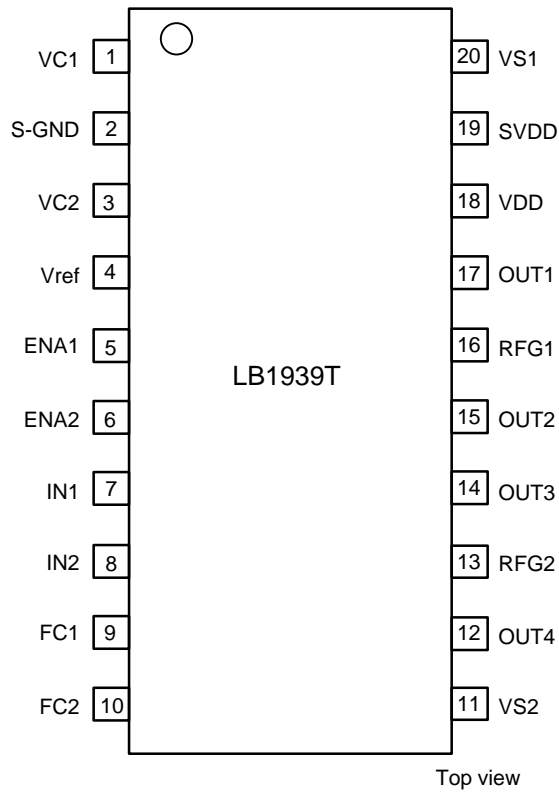 VC1 1 20 VS1
S-GND 2 19 SVDD
VC2 3 18 VDD
Vref 4 17 OUT1
ENA1 5 16 RFG1
LB1939T
ENA2 6 15 OUT2
IN1 7 14 OUT3
IN2 8 13 RFG2
FC1 9 12 OUT4
FC2 10 11 VS2
Top view